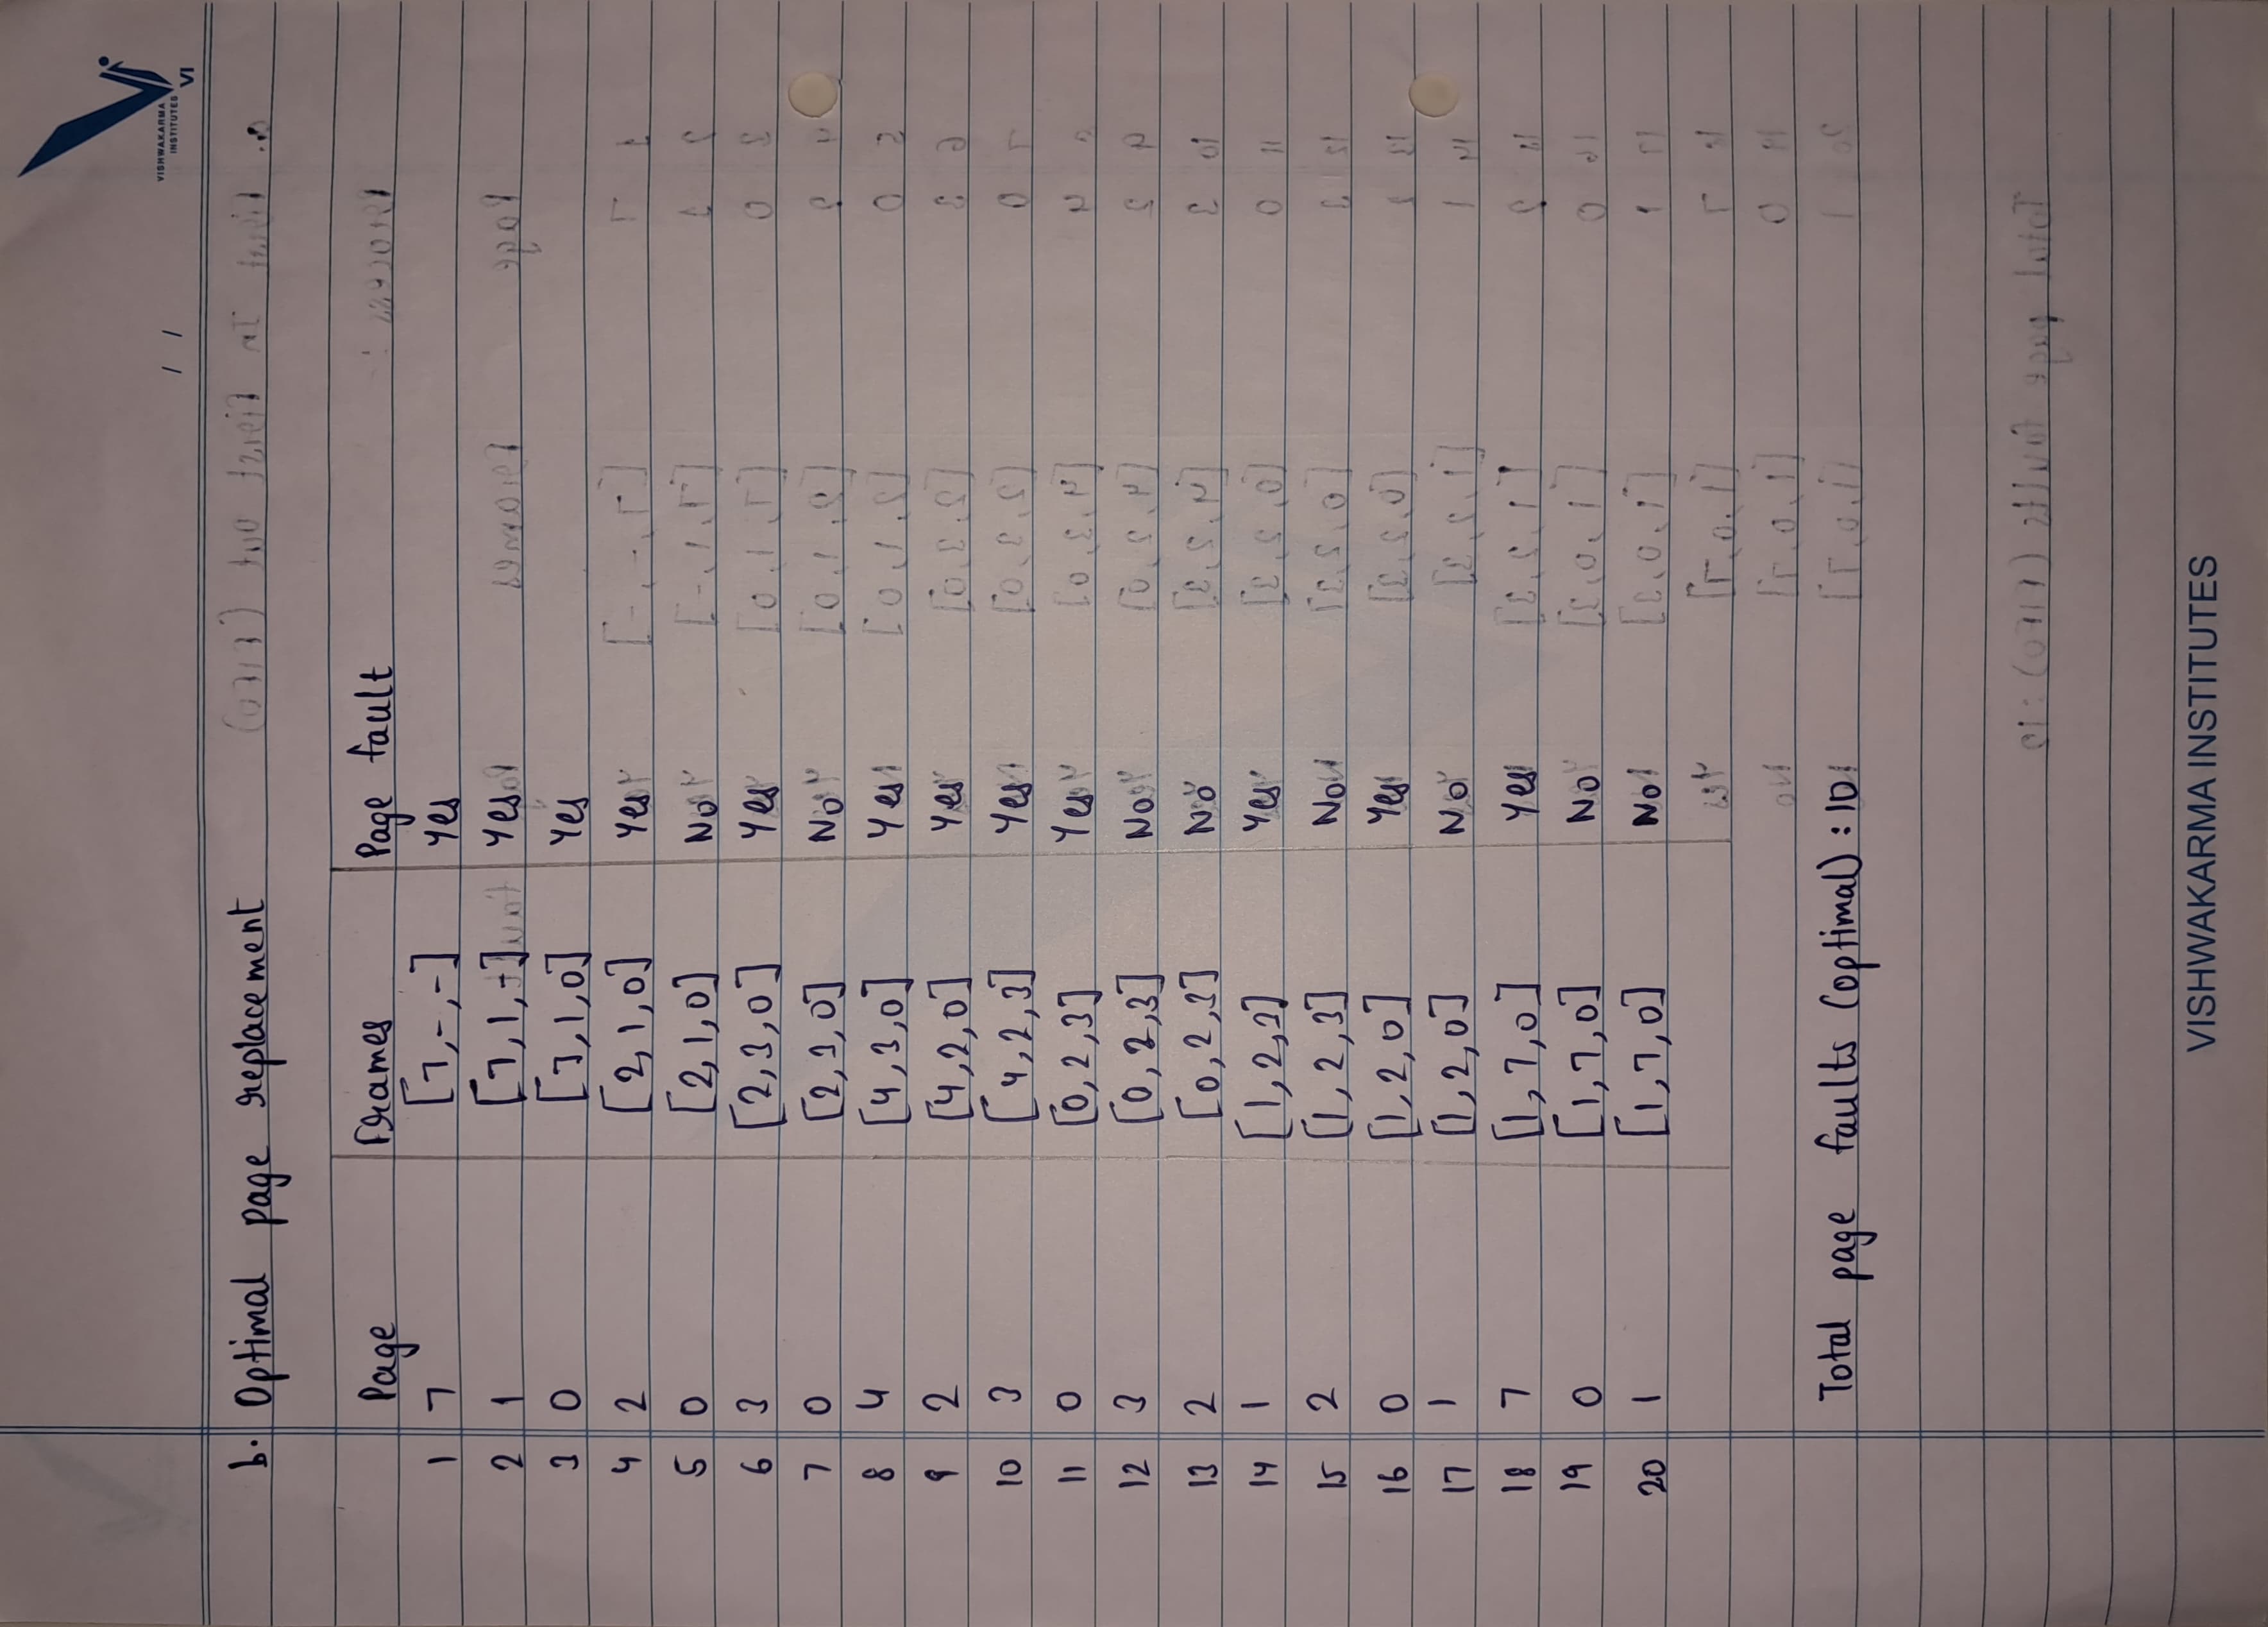 VISHWAKARMA
INSTITUTES
VI
/ /
b. Optimal page replacement
Page Frames Page fault
1 7 [7,-,-] Yes
2 1 [7,1,-] Yes
3 0 [7,1,0] Yes
4 2 [2,1,0] Yes
5 0 [2,1,0] No
6 3 [2,3,0] Yes
7 0 [2,3,0] No
8 4 [4,3,0] Yes
9 2 [4,2,0] Yes
10 3 [4,2,3] Yes
11 0 [0,2,3] Yes
12 3 [0,2,3] No
13 2 [0,2,3] No
14 1 [1,2,3] Yes
15 2 [1,2,3] No
16 0 [1,2,0] Yes
17 1 [1,2,0] No
18 7 [1,7,0] Yes
19 0 [1,7,0] No
20 1 [1,7,0] No
Total page faults (optimal) : 10
VISHWAKARMA INSTITUTES